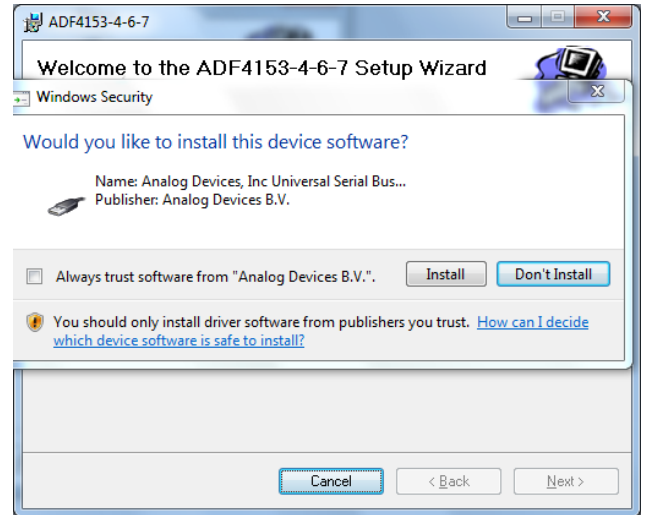 ADF4153-4-6-7
Welcome to the ADF4153-4-6-7 Setup Wizard
Windows Security
Would you like to install this device software?
Name: Analog Devices, Inc Universal Serial Bus...
Publisher: Analog Devices B.V.
Always trust software from "Analog Devices B.V.". Install Don't Install
You should only install driver software from publishers you trust. How can I decide
which device software is safe to install?
Cancel < Back Next >